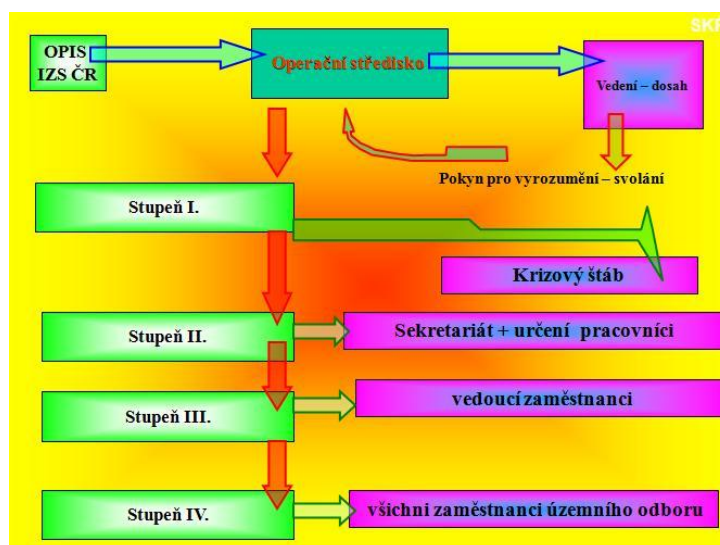 SKP
OPIS
IZS ČR
Operační středisko
Vedení – dosah
Pokyn pro vyrozumění – svolání
Stupeň I.
Krizový štáb
Stupeň II.
Sekretariát + určení pracovníci
Stupeň III.
vedoucí zaměstnanci
Stupeň IV.
všichni zaměstnanci územního odboru